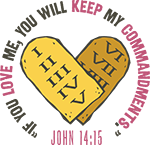 "IF YOU LOVE ME, YOU WILL KEEP MY COMMANDMENTS."
I
II
III
IV
V
VI
VII
JOHN 14:15